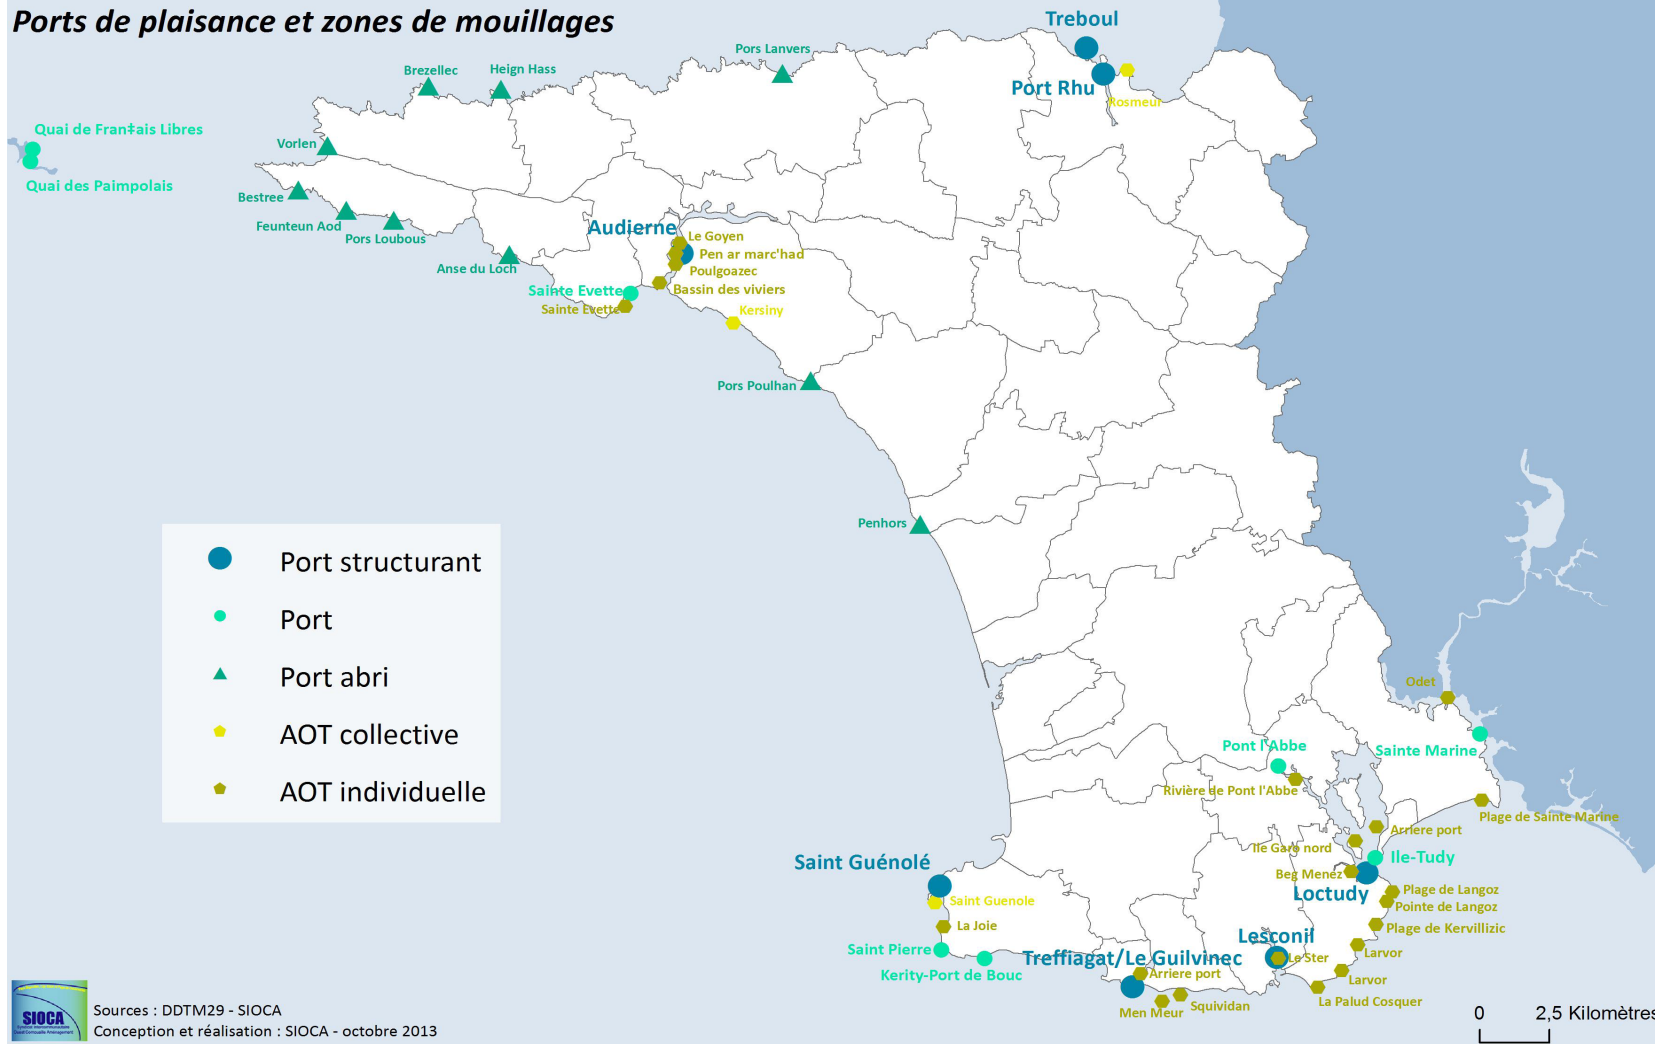 Ports de plaisance et zones de mouillages
Treboul
Pors Lanvers
Brezellec
Heign Hass
Port Rhu
Rosmeur
Quai de Fran‡ais Libres
Vorlen
Quai des Paimpolais
Bestree
Feunteun Aod
Pors Loubous
Audierne
Le Goyen
Pen ar marc'had
Anse du Loch
Poulgoazec
Sainte Evette
Bassin des viviers
Sainte Evette
Kersiny
Pors Poulhan
Penhors
Port structurant
Port
Port abri
AOT collective
AOT individuelle
Odet
Pont l'Abbe
Sainte Marine
Rivière de Pont l'Abbe
Plage de Sainte Marine
Arriere port
Ile Garo nord
Ile-Tudy
Saint Guénolé
Beg Menez
Loctudy
Plage de Langoz
Saint Guenole
Pointe de Langoz
La Joie
Plage de Kervillizic
Lesconil
Saint Pierre
Larvor
Treffiagat/Le Guilvinec
Le Ster
Kerity-Port de Bouc
Arriere port
Larvor
La Palud Cosquer
Squividan
Men Meur
SIOCA
Sources : DDTM29 - SIOCA
Conception et réalisation : SIOCA - octobre 2013
0 2,5 Kilomètres